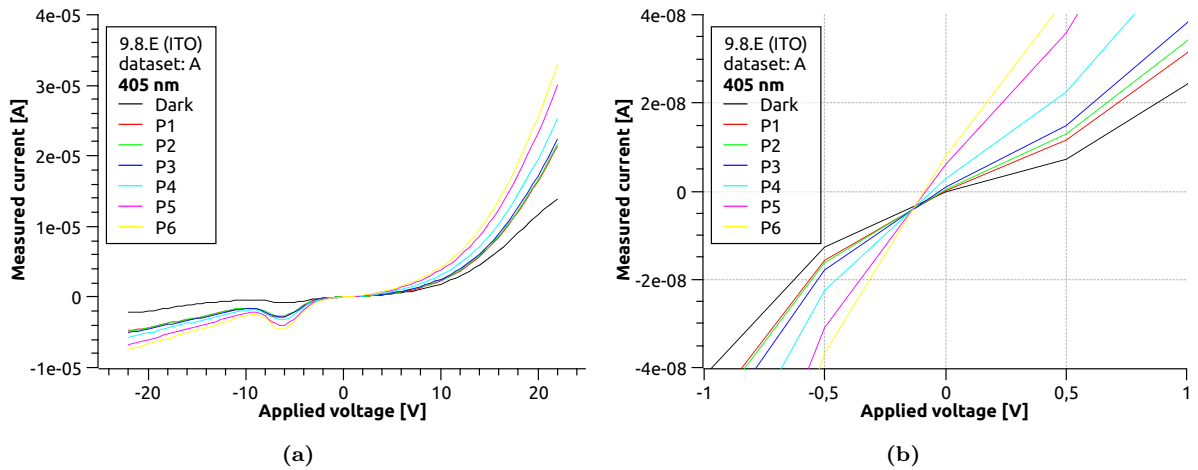 4e-05
3e-05
2e-05
1e-05
0
-1e-05
Measured current [A]
9.8.E (ITO)
dataset: A
405 nm
Dark
P1
P2
P3
P4
P5
P6
-20
-10
0
10
20
Applied voltage [V]
(a)
4e-08
2e-08
0
-2e-08
-4e-08
Measured current [A]
9.8.E (ITO)
dataset: A
405 nm
Dark
P1
P2
P3
P4
P5
P6
-1
-0,5
0
0,5
1
Applied voltage [V]
(b)